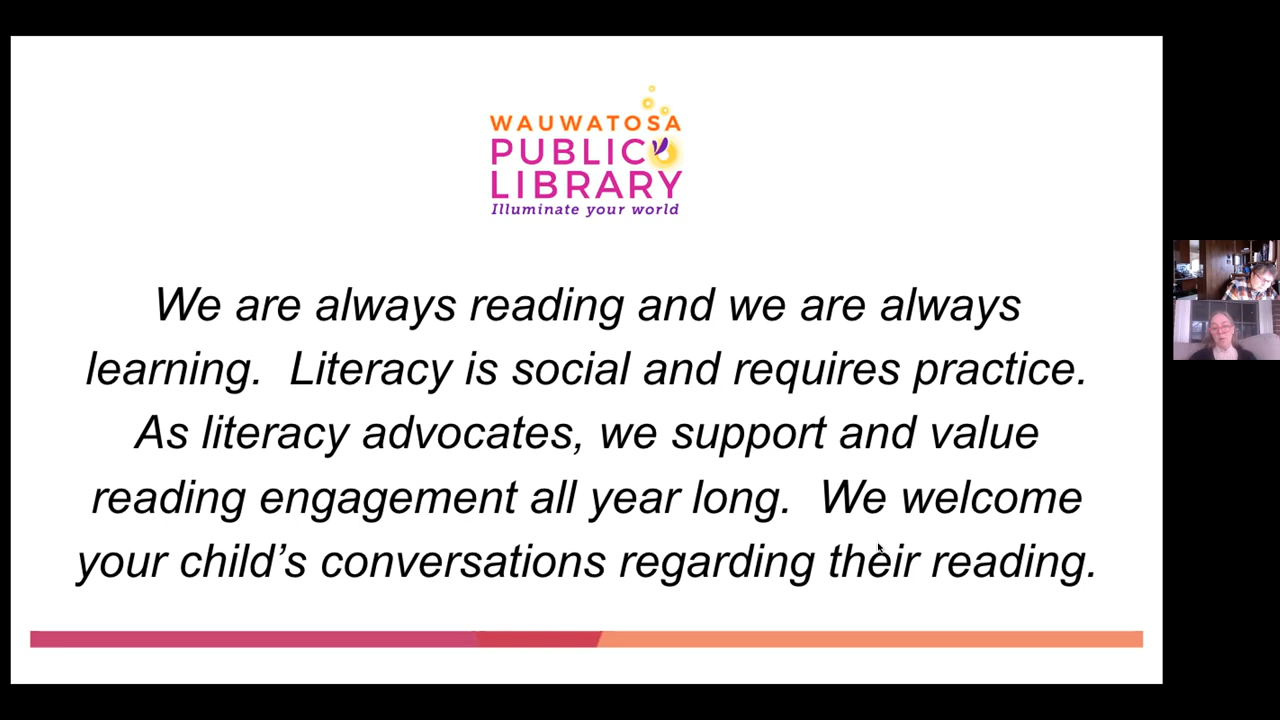 WAUWATOSA
PUBLIC
LIBRARY
Illuminate your world
We are always reading and we are always
learning.  Literacy is social and requires practice.
As literacy advocates, we support and value
reading engagement all year long.  We welcome
your child’s conversations regarding their reading.